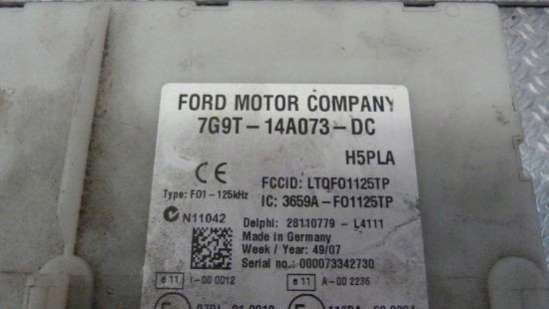 FORD MOTOR COMPANY
7G9T-14A073-DC
H5PLA
CE
FCCID: LTQFO1125TP
Type: FO1-125kHz
IC: 3659A-FO1125TP
N11042
Delphi: 28110779 - L4111
Made in Germany
Week / Year: 49/07
Serial no.: 000073342730
e11 I-00 0012
e11 A-00 2236